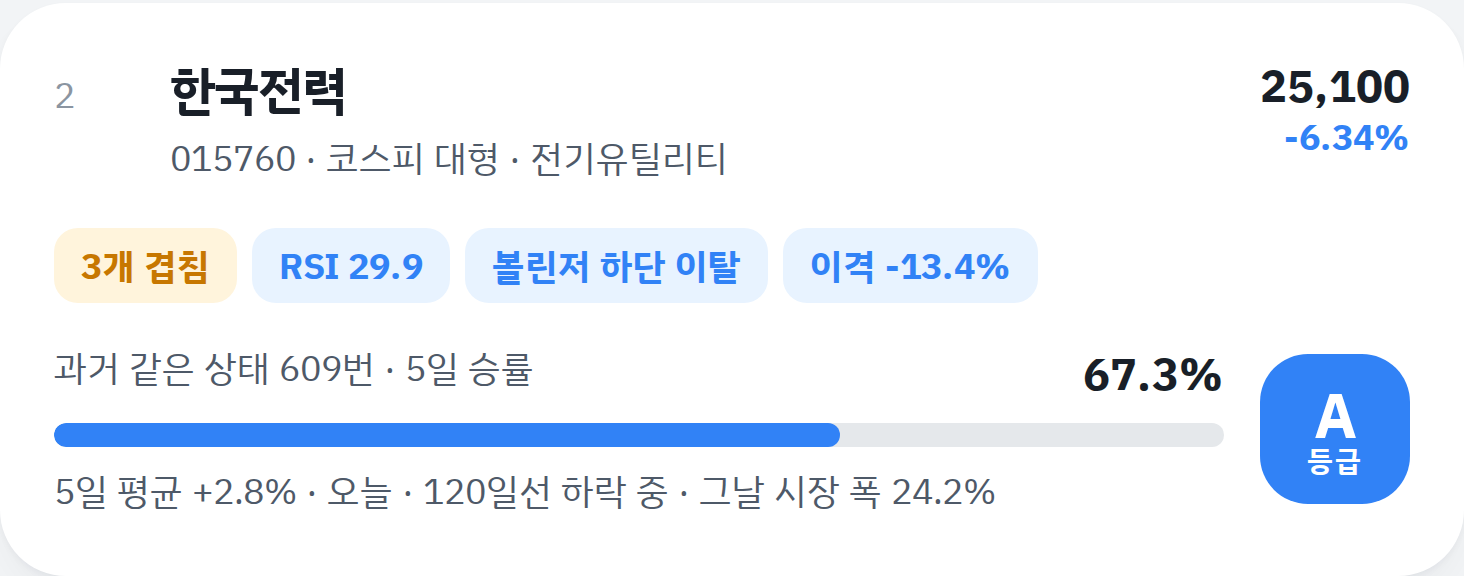 2 한국전력 25,100
015760 · 코스피 대형 · 전기유틸리티 -6.34%
3개 겹침 RSI 29.9 볼린저 하단 이탈 이격 -13.4%
과거 같은 상태 609번 · 5일 승률 67.3%
A
등급
5일 평균 +2.8% · 오늘 · 120일선 하락 중 · 그날 시장 폭 24.2%